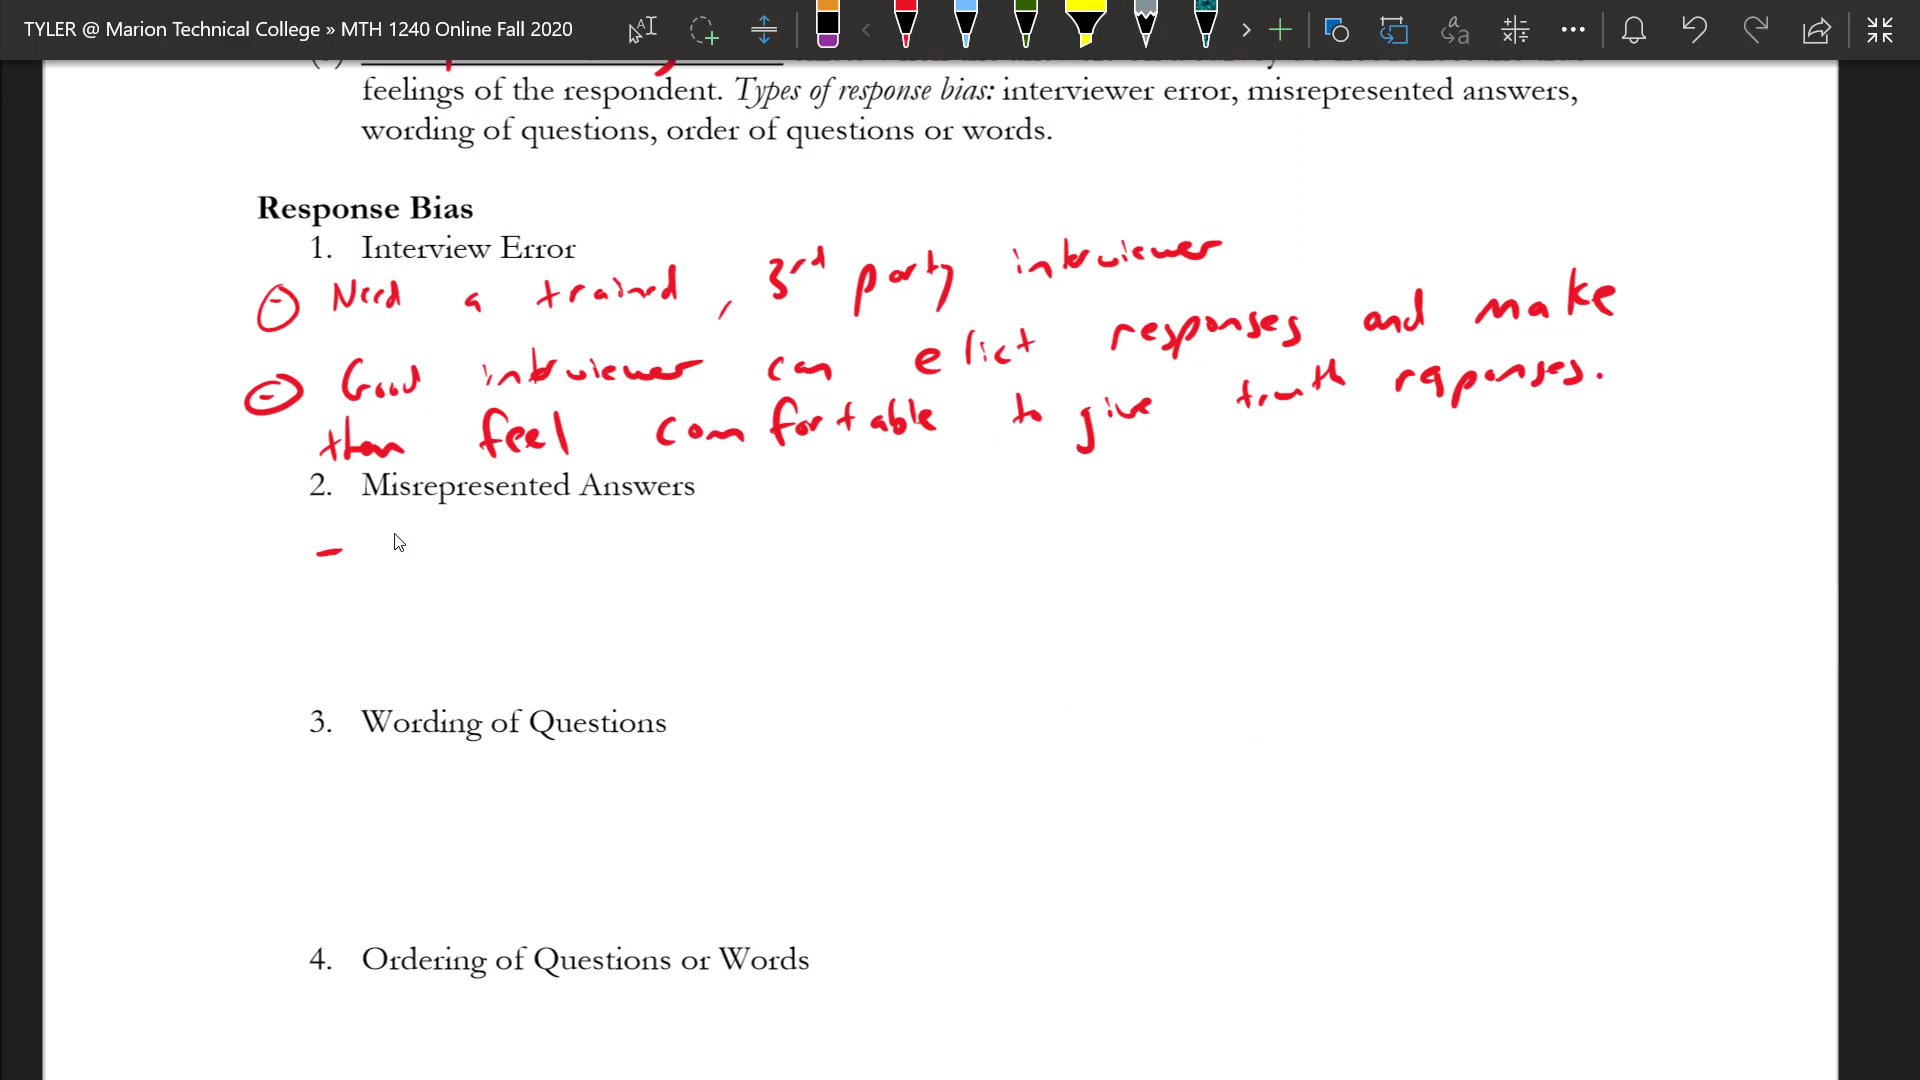 TYLER @ Marion Technical College » MTH 1240 Online Fall 2020
feelings of the respondent. Types of response bias: interviewer error, misrepresented answers,
wording of questions, order of questions or words.
Response Bias
1. Interview Error
Need a trained, 3rd party interviewer
Good interviewer can elict responses and make
them feel comfortable to give truth responses.
2. Misrepresented Answers
-
3. Wording of Questions
4. Ordering of Questions or Words